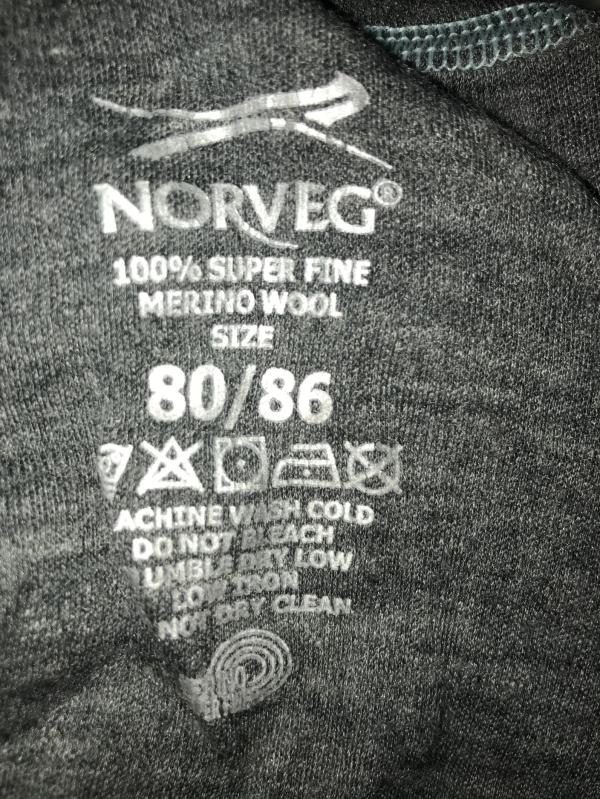 NORVEG®
100% SUPER FINE
MERINO WOOL
SIZE
80/86
ACHINE WASH COLD
DO NOT BLEACH
UMBLE DRY LOW
LOW IRON
NOT DRY CLEAN